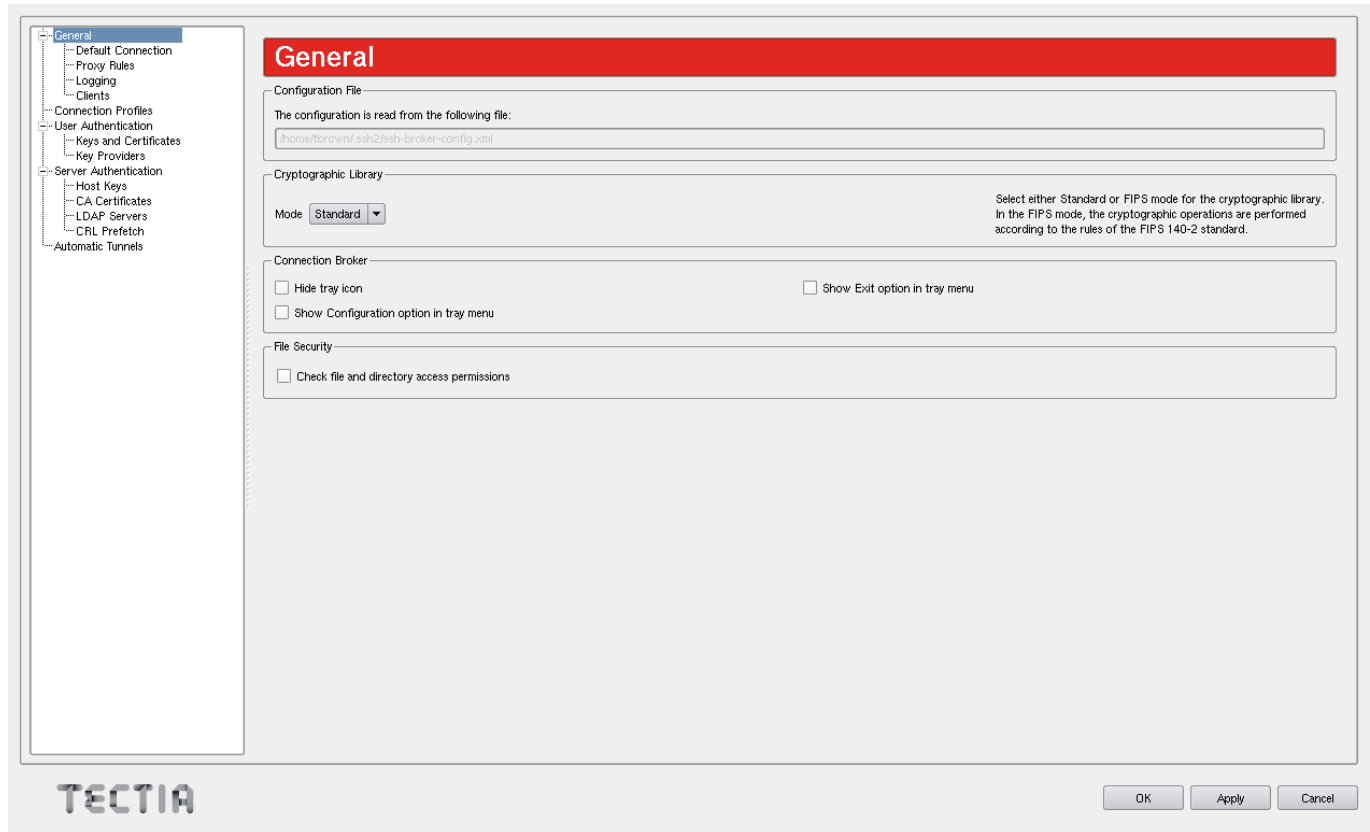 General
Default Connection
Proxy Rules
Logging
Clients
Connection Profiles
User Authentication
Keys and Certificates
Key Providers
Server Authentication
Host Keys
CA Certificates
LDAP Servers
CRL Prefetch
Automatic Tunnels
General
Configuration File
The configuration is read from the following file:
/home/tbrown/.ssh2/ssh-broker-config.xml
Cryptographic Library
Mode Standard
Select either Standard or FIPS mode for the cryptographic library.
In the FIPS mode, the cryptographic operations are performed
according to the rules of the FIPS 140-2 standard.
Connection Broker
Hide tray icon
Show Exit option in tray menu
Show Configuration option in tray menu
File Security
Check file and directory access permissions
TECTIA
OK
Apply
Cancel